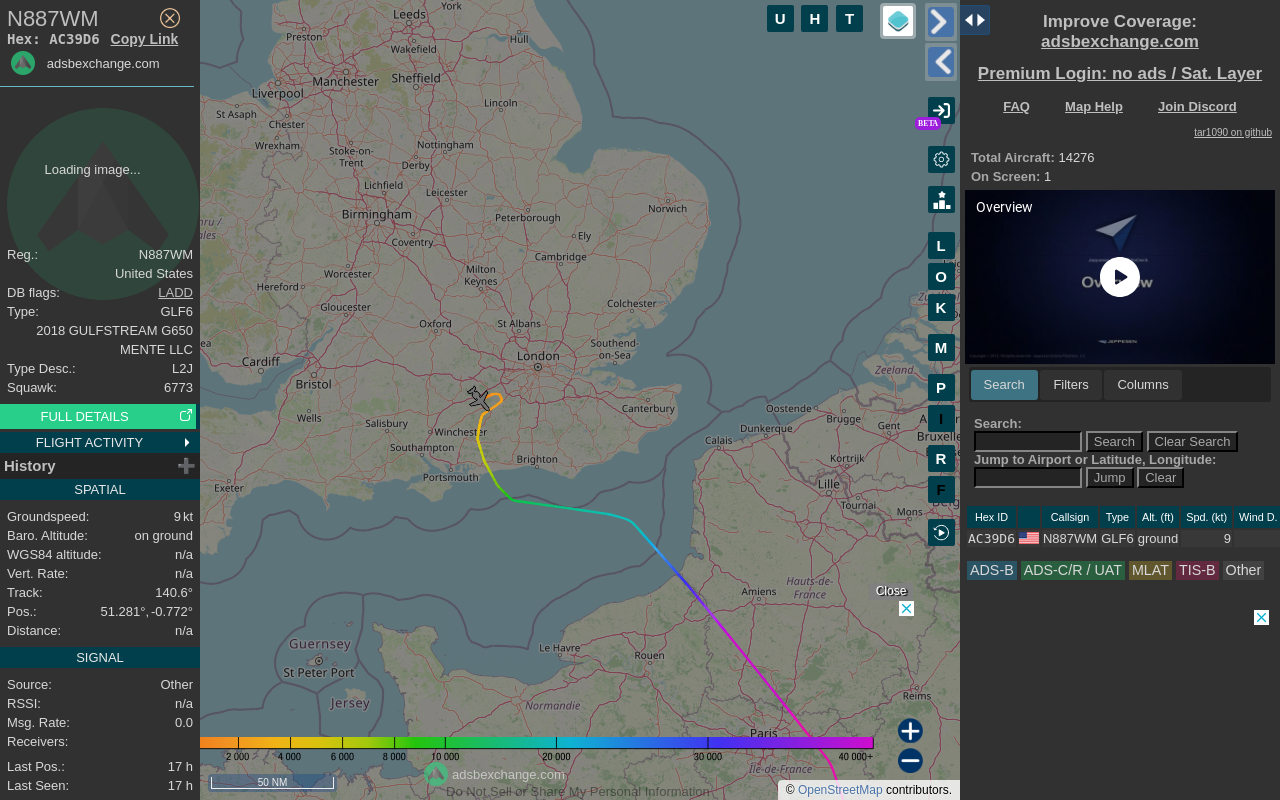 N887WM
Hex: AC39D6 Copy Link
adsbexchange.com
Loading image...
Reg.: N887WM
United States
DB flags: LADD
Type: GLF6
2018 GULFSTREAM G650
MENTE LLC
Type Desc.: L2J
Squawk: 6773
FULL DETAILS
FLIGHT ACTIVITY
History
SPATIAL
Groundspeed: 9 kt
Baro. Altitude: on ground
WGS84 altitude: n/a
Vert. Rate: n/a
Track: 140.6°
Pos.: 51.281°, -0.772°
Distance: n/a
SIGNAL
Source: Other
RSSI: n/a
Msg. Rate: 0.0
Receivers:
Last Pos.: 17 h
Last Seen: 17 h
York
Leeds
Preston
Wakefield
Hull
Manchester
Sheffield
Liverpool
Lincoln
St Asaph
Chester
Wrexham
Stoke-on-
Trent
Nottingham
Derby
Lichfield
Leicester
Norwich
Birmingham
Peterborough
Coventry
Ely
Cambridge
Worcester
Milton
Keynes
Hereford
Gloucester
Colchester
Oxford
St Albans
Southend-
on-Sea
London
Cardiff
Bristol
Zeeland
Wells
Salisbury
Winchester
Canterbury
Oostende
Brugge
Gent
Dunkerque
Calais
Southampton
Brighton
Portsmouth
Exeter
Kortrijk
Lille
Tournai
Mons
Amiens
Hauts-de-
France
Guernsey
St Peter Port
Jersey
Le Havre
Rouen
Reims
Normandie
Paris
Île-de-France
U H T
BETA
L
O
K
M
P
I
R
F
Close
2 000 4 000 6 000 8 000 10 000 20 000 30 000 40 000+
50 NM
adsbexchange.com
Do Not Sell or Share My Personal Information
© OpenStreetMap contributors.
Improve Coverage:
adsbexchange.com
Premium Login: no ads / Sat. Layer
FAQ Map Help Join Discord
tar1090 on github
Total Aircraft: 14276
On Screen: 1
Overview
JEPPESEN
Search Filters Columns
Search:
Search Clear Search
Jump to Airport or Latitude, Longitude:
Jump Clear
Hex ID Callsign Type Alt. (ft) Spd. (kt) Wind D.
AC39D6 N887WM GLF6 ground 9
ADS-B ADS-C/R / UAT MLAT TIS-B Other